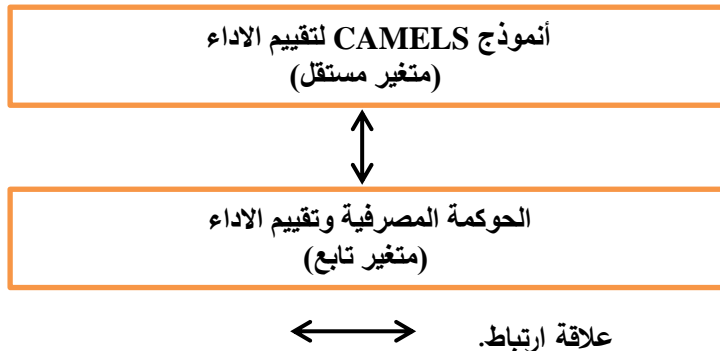 أنموذج CAMELS لتقييم الاداء
(متغير مستقل)
الحوكمة المصرفية وتقييم الاداء
(متغير تابع)
علاقة ارتباط.